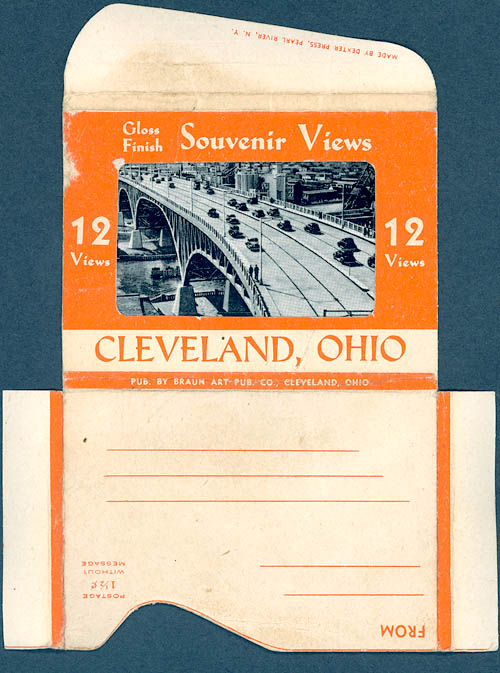 MADE BY DEXTER PRESS, PEARL RIVER, N. Y.
Gloss
Finish
Souvenir Views
12
Views
12
Views
CLEVELAND, OHIO
PUB. BY BRAUN ART PUB. CO., CLEVELAND, OHIO
FROM
POSTAGE
1½¢
WITHOUT
MESSAGE